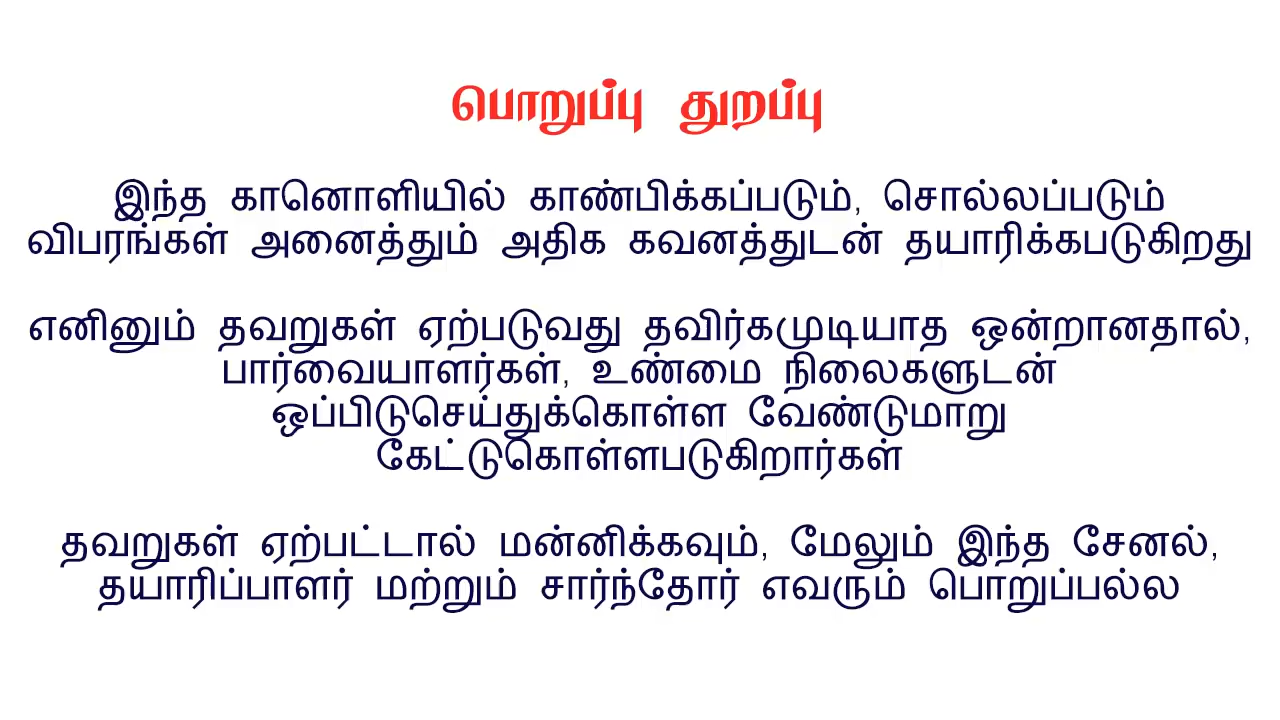 பொறுப்பு துறப்பு
இந்த கானொளியில் காண்பிக்கப்படும், சொல்லப்படும்
விபரங்கள் அனைத்தும் அதிக கவனத்துடன் தயாரிக்கபடுகிறது
எனினும் தவறுகள் ஏற்படுவது தவிர்கமுடியாத ஒன்றானதால்,
பார்வையாளர்கள், உண்மை நிலைகளுடன்
ஒப்பிடுசெய்துக்கொள்ள வேண்டுமாறு
கேட்டுகொள்ளபடுகிறார்கள்
தவறுகள் ஏற்பட்டால் மன்னிக்கவும், மேலும் இந்த சேனல்,
தயாரிப்பாளர் மற்றும் சார்ந்தோர் எவரும் பொறுப்பல்ல